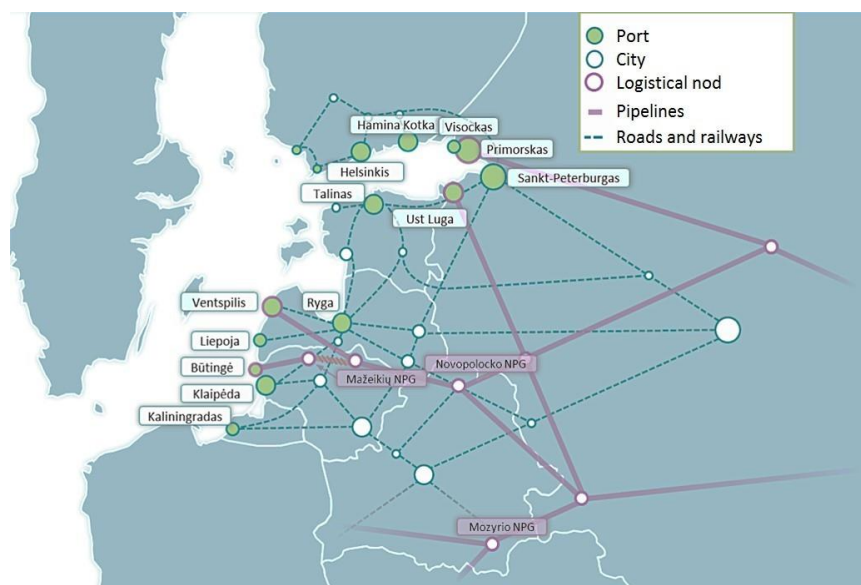 Port
City
Logistical nod
Pipelines
Roads and railways
Hamina Kotka
Visockas
Primorskas
Helsinkis
Sankt-Peterburgas
Talinas
Ust Luga
Ventspilis
Ryga
Liepoja
Būtingė
Novopolocko NPG
Mažeikių NPG
Klaipėda
Kaliningradas
Mozyrio NPG